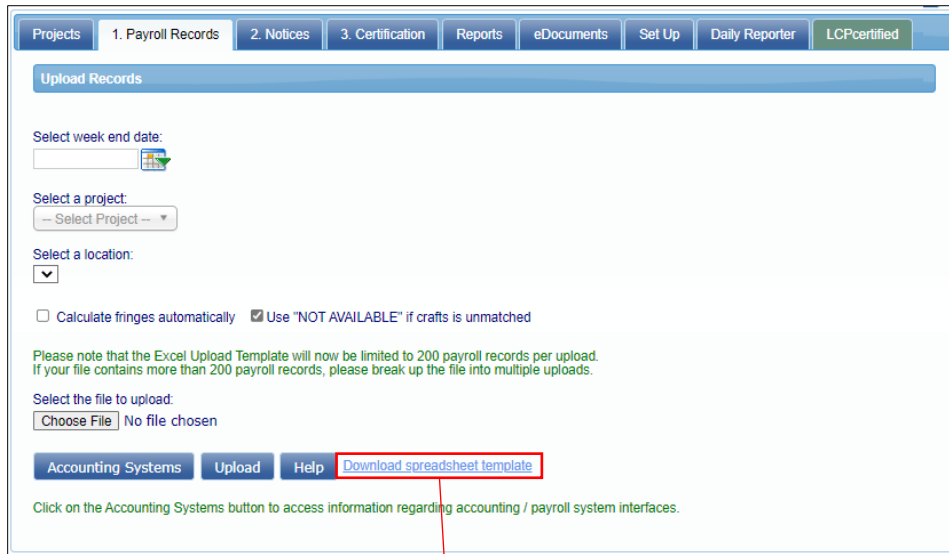 Projects 1. Payroll Records 2. Notices 3. Certification Reports eDocuments Set Up Daily Reporter LCPcertified
Upload Records
Select week end date:
Select a project:
-- Select Project --
Select a location:
Calculate fringes automatically Use "NOT AVAILABLE" if crafts is unmatched
Please note that the Excel Upload Template will now be limited to 200 payroll records per upload.
If your file contains more than 200 payroll records, please break up the file into multiple uploads.
Select the file to upload:
Choose File No file chosen
Accounting Systems Upload Help Download spreadsheet template
Click on the Accounting Systems button to access information regarding accounting / payroll system interfaces.